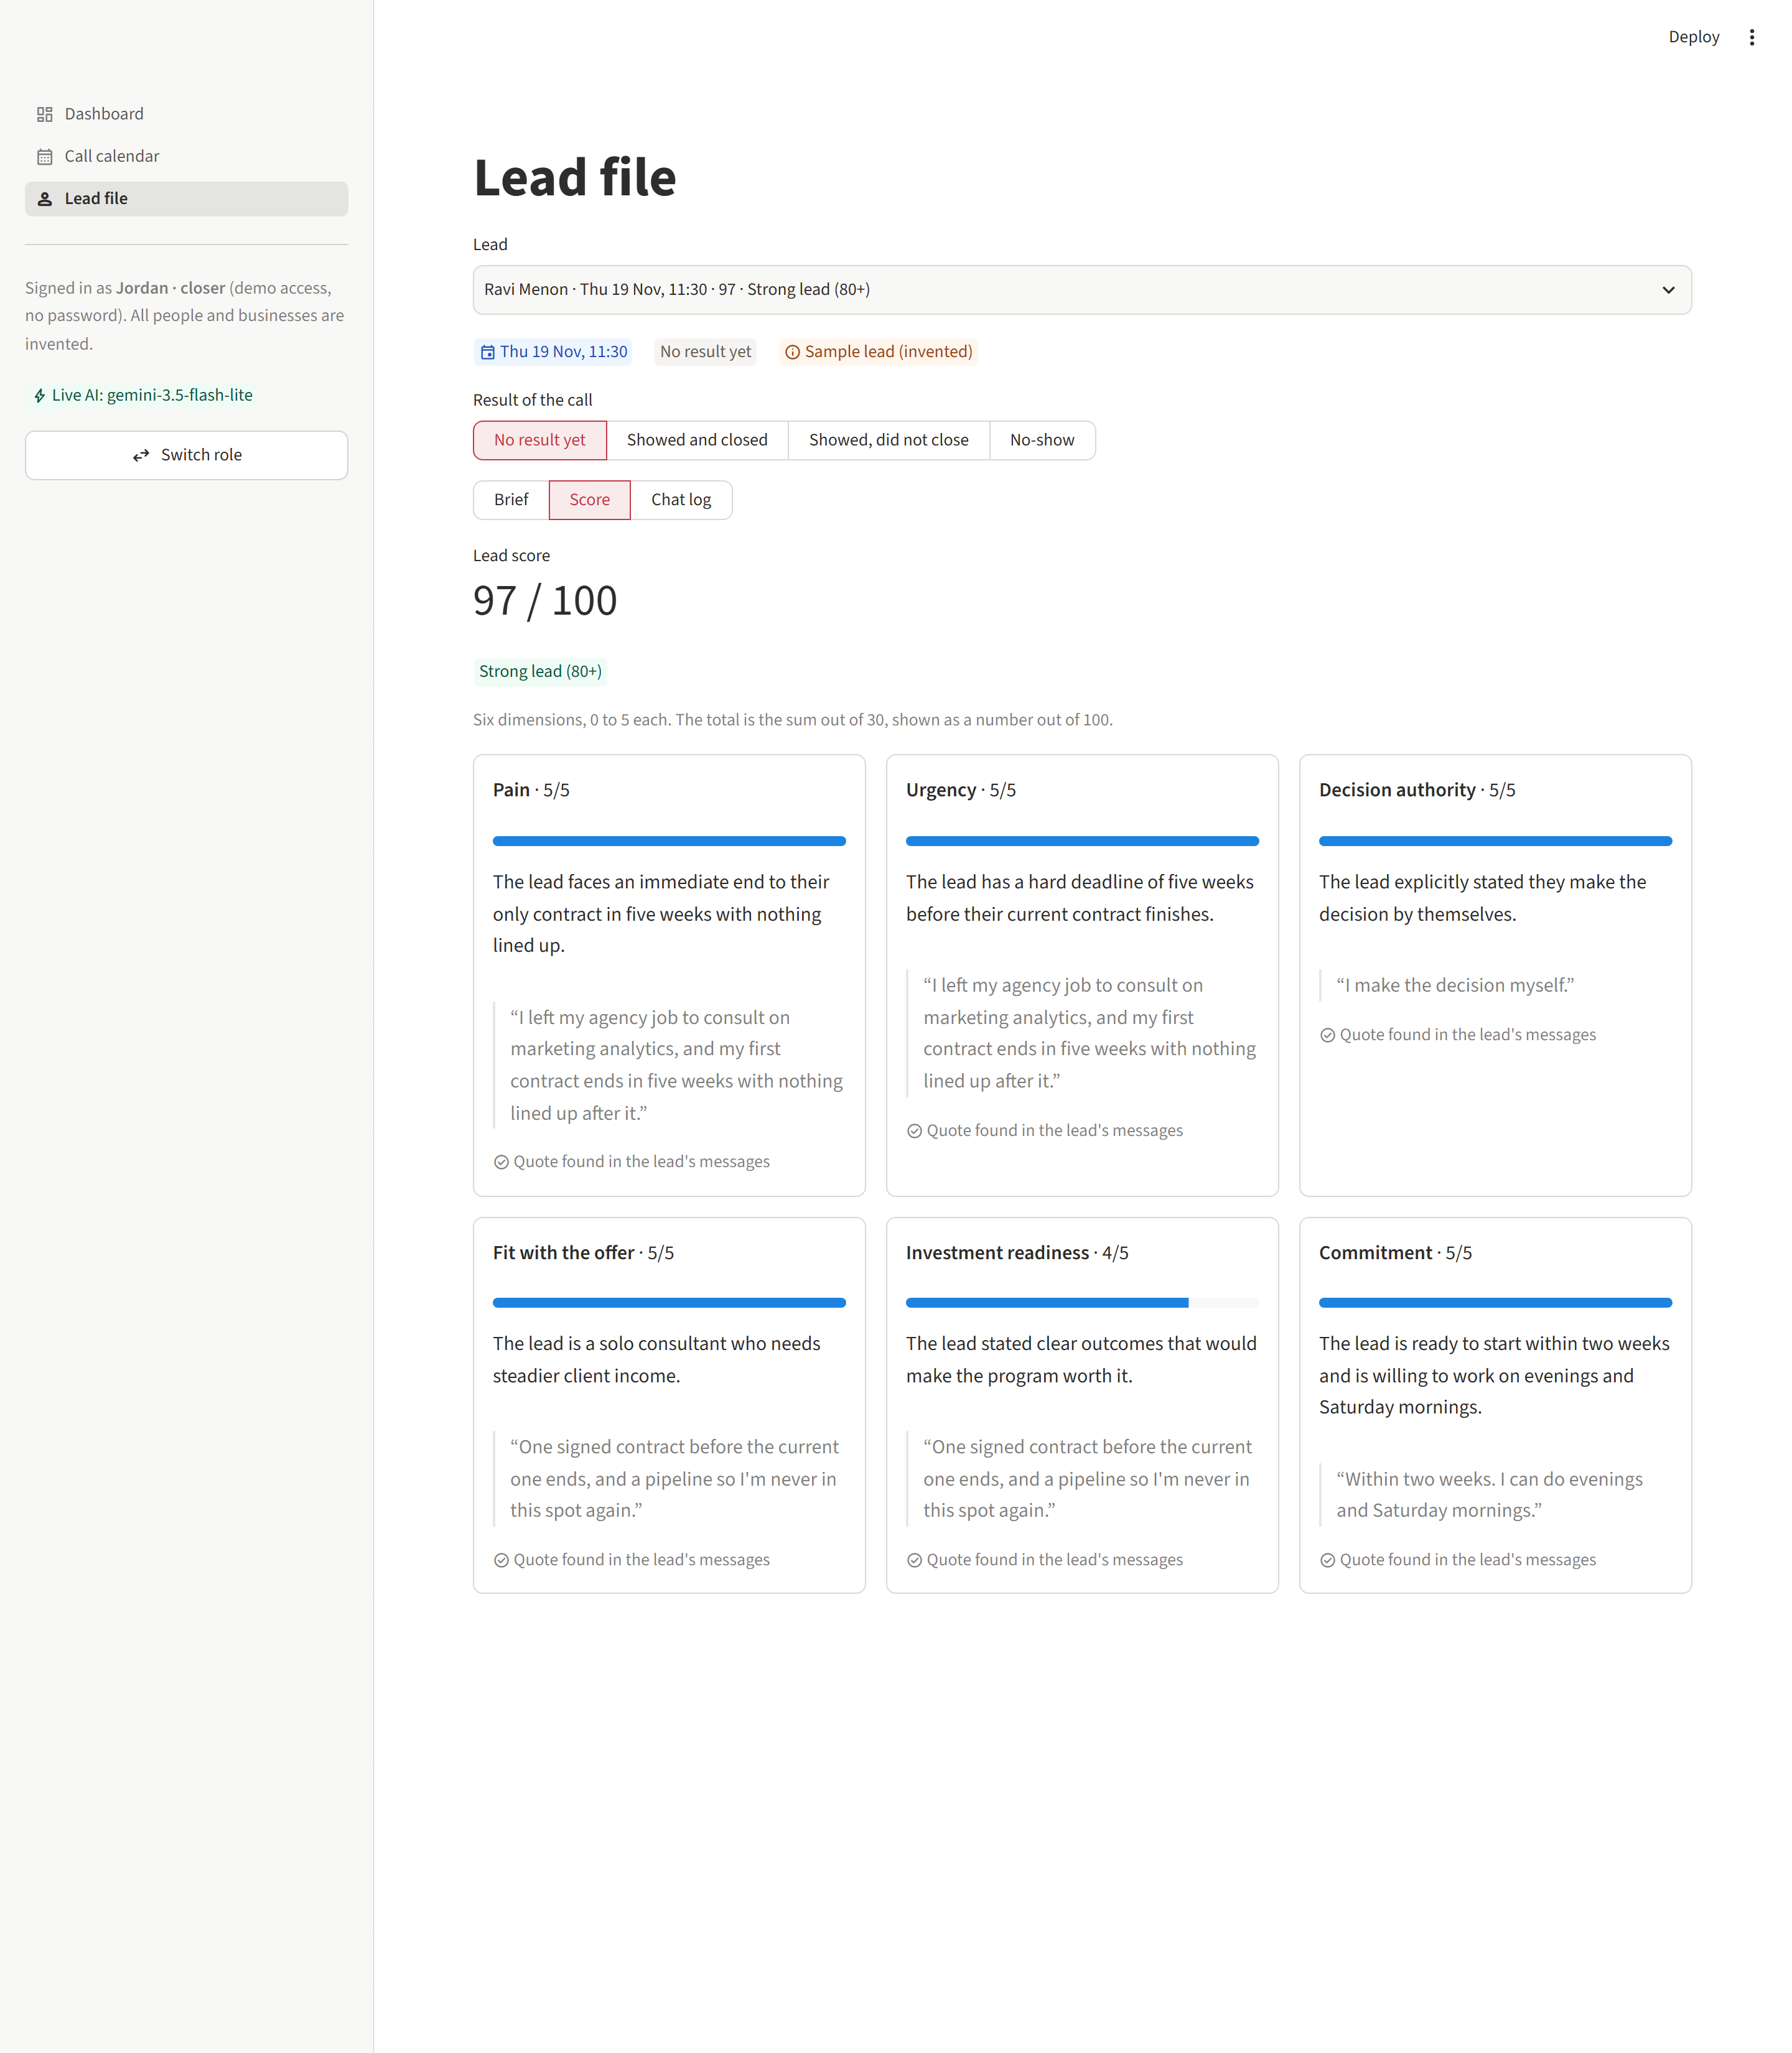 Deploy
Dashboard
Call calendar
Lead file
Signed in as Jordan · closer (demo access,
no password). All people and businesses are
invented.
Live AI: gemini-3.5-flash-lite
Switch role
Lead file
Lead
Ravi Menon · Thu 19 Nov, 11:30 · 97 · Strong lead (80+)
Thu 19 Nov, 11:30
No result yet
Sample lead (invented)
Result of the call
No result yet
Showed and closed
Showed, did not close
No-show
Brief
Score
Chat log
Lead score
97 / 100
Strong lead (80+)
Six dimensions, 0 to 5 each. The total is the sum out of 30, shown as a number out of 100.
Pain · 5/5
The lead faces an immediate end to their
only contract in five weeks with nothing
lined up.
“I left my agency job to consult on
marketing analytics, and my first
contract ends in five weeks with nothing
lined up after it.”
Quote found in the lead's messages
Urgency · 5/5
The lead has a hard deadline of five weeks
before their current contract finishes.
“I left my agency job to consult on
marketing analytics, and my first
contract ends in five weeks with nothing
lined up after it.”
Quote found in the lead's messages
Decision authority · 5/5
The lead explicitly stated they make the
decision by themselves.
“I make the decision myself.”
Quote found in the lead's messages
Fit with the offer · 5/5
The lead is a solo consultant who needs
steadier client income.
“One signed contract before the current
one ends, and a pipeline so I'm never in
this spot again.”
Quote found in the lead's messages
Investment readiness · 4/5
The lead stated clear outcomes that would
make the program worth it.
“One signed contract before the current
one ends, and a pipeline so I'm never in
this spot again.”
Quote found in the lead's messages
Commitment · 5/5
The lead is ready to start within two weeks
and is willing to work on evenings and
Saturday mornings.
“Within two weeks. I can do evenings
and Saturday mornings.”
Quote found in the lead's messages